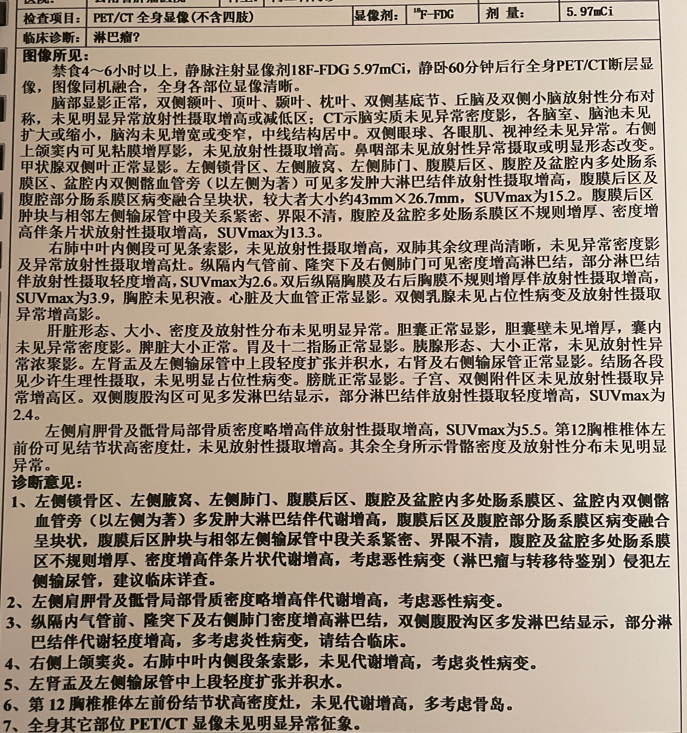 检查项目: PET/CT 全身显像(不含四肢) 显像剂: ¹⁸F-FDG 剂 量: 5.97mCi
临床诊断: 淋巴瘤?
图像所见:
禁食4～6小时以上，静脉注射显像剂18F-FDG 5.97mCi，静卧60分钟后行全身PET/CT断层显
像，图像同机融合，全身各部位显像清晰。
脑部显影正常，双侧额叶、顶叶、颞叶、枕叶、双侧基底节、丘脑及双侧小脑放射性分布对
称，未见明显异常放射性摄取增高或减低区；CT示脑实质未见异常密度影，各脑室、脑池未见
扩大或缩小，脑沟未见增宽或变窄，中线结构居中。双侧眼球、各眼肌、视神经未见异常。右侧
上颌窦内可见粘膜增厚影，未见放射性摄取增高。鼻咽部未见放射性异常摄取或明显形态改变。
甲状腺双侧叶正常显影。左侧锁骨区、左侧腋窝、左侧肺门、腹膜后区、腹腔及盆腔内多处肠系
膜区、盆腔内双侧髂血管旁（以左侧为著）可见多发肿大淋巴结伴放射性摄取增高，腹膜后区及
腹腔部分肠系膜区病变融合呈块状，较大者大小约43mm×26.7mm，SUVmax为15.2。腹膜后区
肿块与相邻左侧输尿管中段关系紧密、界限不清，腹腔及盆腔多处肠系膜区不规则增厚、密度增
高伴条片状放射性摄取增高，SUVmax为13.3。
右肺中叶内侧段可见条索影，未见放射性摄取增高，双肺其余纹理尚清晰，未见异常密度影
及异常放射性摄取增高灶。纵隔内气管前、隆突下及右侧肺门可见密度增高淋巴结，部分淋巴结
伴放射性摄取轻度增高，SUVmax为2.6。双后纵隔胸膜及右后胸膜不规则增厚伴放射性摄取增高，
SUVmax为3.9，胸腔未见积液。心脏及大血管正常显影。双侧乳腺未见占位性病变及放射性摄取
异常增高影。
肝脏形态、大小、密度及放射性分布未见明显异常。胆囊正常显影，胆囊壁未见增厚，囊内
未见异常密度影。脾脏大小正常。胃及十二指肠正常显影。胰腺形态、大小正常，未见放射性异
常浓聚影。左肾盂及左侧输尿管中上段轻度扩张并积水，右肾及右侧输尿管正常显影。结肠各段
见少许生理性摄取，未见明显占位性病变。膀胱正常显影。子宫、双侧附件区未见放射性摄取异
常增高区。双侧腹股沟区可见多发淋巴结显示，部分淋巴结伴放射性摄取轻度增高，SUVmax为
2.4。
左侧肩胛骨及骶骨局部骨质密度略增高伴放射性摄取增高，SUVmax为5.5。第12胸椎椎体左
前份可见结节状高密度灶，未见放射性摄取增高。其余全身所示骨骼密度及放射性分布未见明显
异常。
诊断意见:
1、左侧锁骨区、左侧腋窝、左侧肺门、腹膜后区、腹腔及盆腔内多处肠系膜区、盆腔内双侧髂
血管旁（以左侧为著）多发肿大淋巴结伴代谢增高，腹膜后区及腹腔部分肠系膜区病变融合
呈块状，腹膜后区肿块与相邻左侧输尿管中段关系紧密、界限不清，腹腔及盆腔多处肠系膜
区不规则增厚、密度增高伴条片状代谢增高，考虑恶性病变（淋巴瘤与转移待鉴别）侵犯左
侧输尿管，建议临床详查。
2、左侧肩胛骨及骶骨局部骨质密度略增高伴代谢增高，考虑恶性病变。
3、纵隔内气管前、隆突下及右侧肺门密度增高淋巴结，双侧腹股沟区多发淋巴结显示，部分淋
巴结伴代谢轻度增高，多考虑炎性病变，请结合临床。
4、右侧上颌窦炎。右肺中叶内侧段条索影，未见代谢增高，考虑炎性病变。
5、左肾盂及左侧输尿管中上段轻度扩张并积水。
6、第 12 胸椎椎体左前份结节状高密度灶，未见代谢增高，多考虑骨岛。
7、全身其它部位 PET/CT 显像未见明显异常征象。